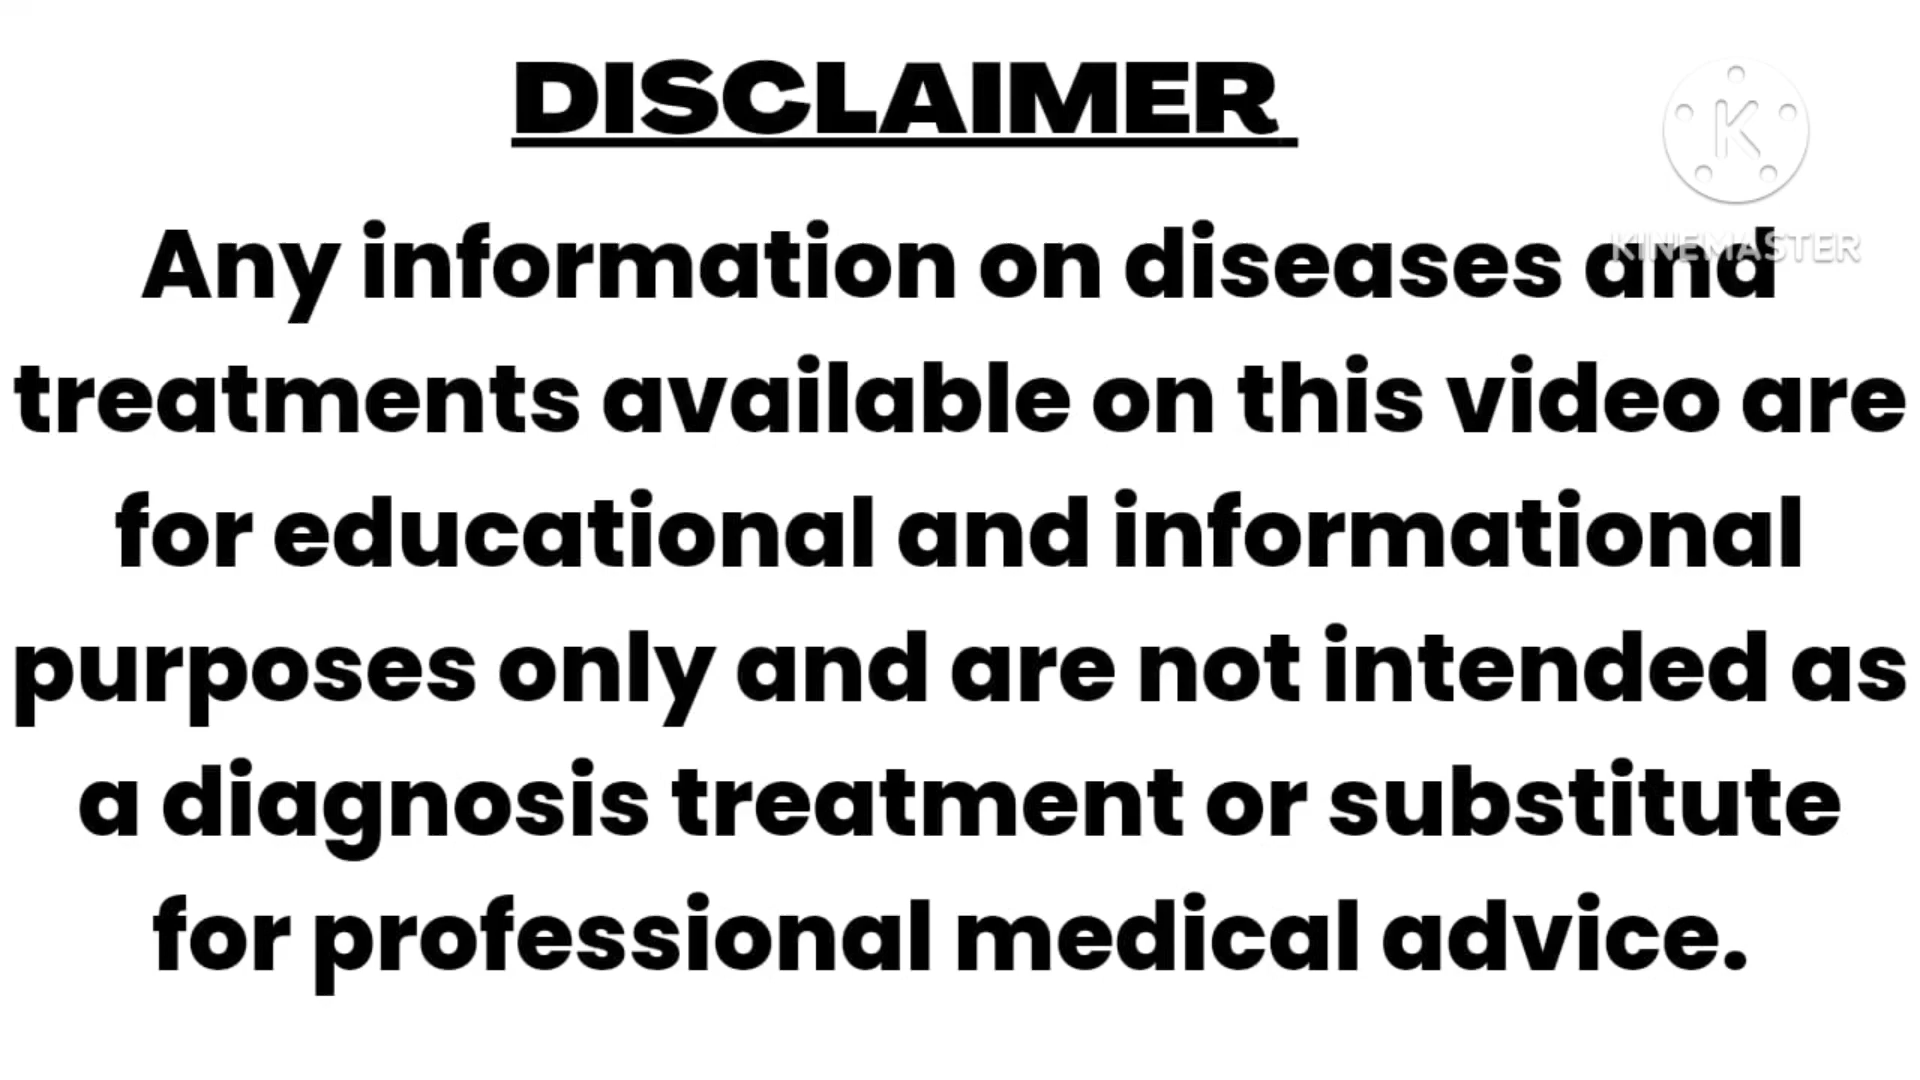 DISCLAIMER
Any information on diseases and
treatments available on this video are
for educational and informational
purposes only and are not intended as
a diagnosis treatment or substitute
for professional medical advice.
K
KINEMASTER